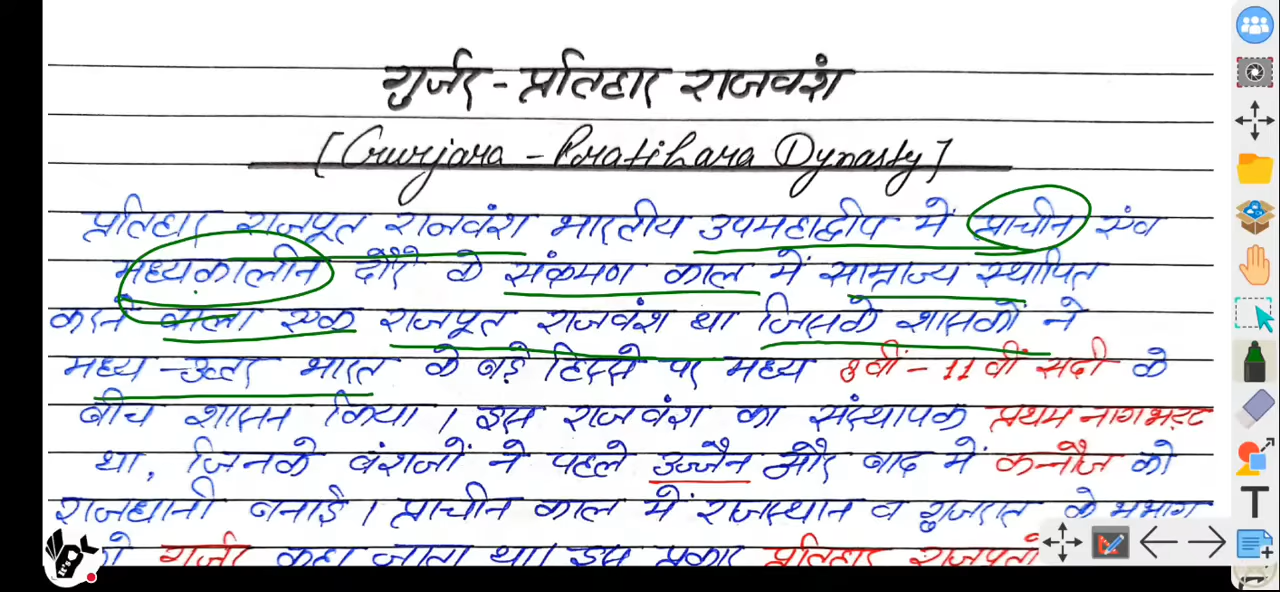 गुर्जर - प्रतिहार राजवंश
[Gurjara - Pratihara Dynasty]
प्रतिहार राजपूत राजवंश भारतीय उपमहाद्वीप में प्राचीन एंव
मध्यकालीन दौर के संक्रमण काल में साम्राज्य स्थापित
करने वाला एक राजपूत राजवंश था जिसके शासकों ने
मध्य-उत्तर भारत के बड़े हिस्से पर मध्य 8वीं - 11वीं सदी के
बीच शासन किया। इस राजवंश का संस्थापक प्रथम नागभट्ट
था, जिनके वंशजों ने पहले उज्जैन और बाद में कन्नौज को
राजधानी बनाई। प्राचीन काल में राजस्थान व गुजरात के भूभाग
को गुर्जर कहा जाता था। इस प्रकार प्रतिहार राजपूतो
T